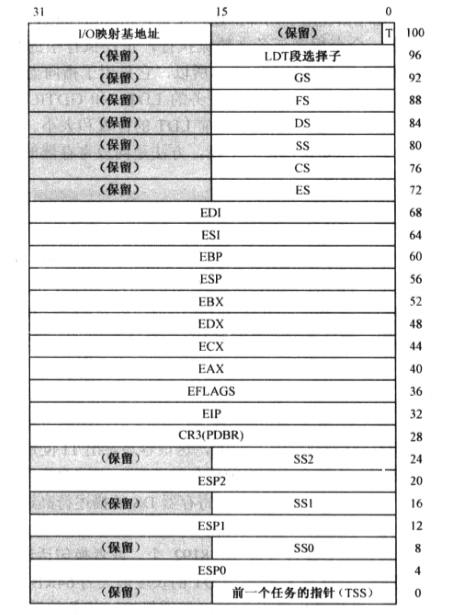 31 15 0
I/O映射基地址 (保留) T 100
(保留) LDT段选择子 96
(保留) GS 92
(保留) FS 88
(保留) DS 84
(保留) SS 80
(保留) CS 76
(保留) ES 72
EDI 68
ESI 64
EBP 60
ESP 56
EBX 52
EDX 48
ECX 44
EAX 40
EFLAGS 36
EIP 32
CR3(PDBR) 28
(保留) SS2 24
ESP2 20
(保留) SS1 16
ESP1 12
(保留) SS0 8
ESP0 4
(保留) 前一个任务的指针(TSS) 0